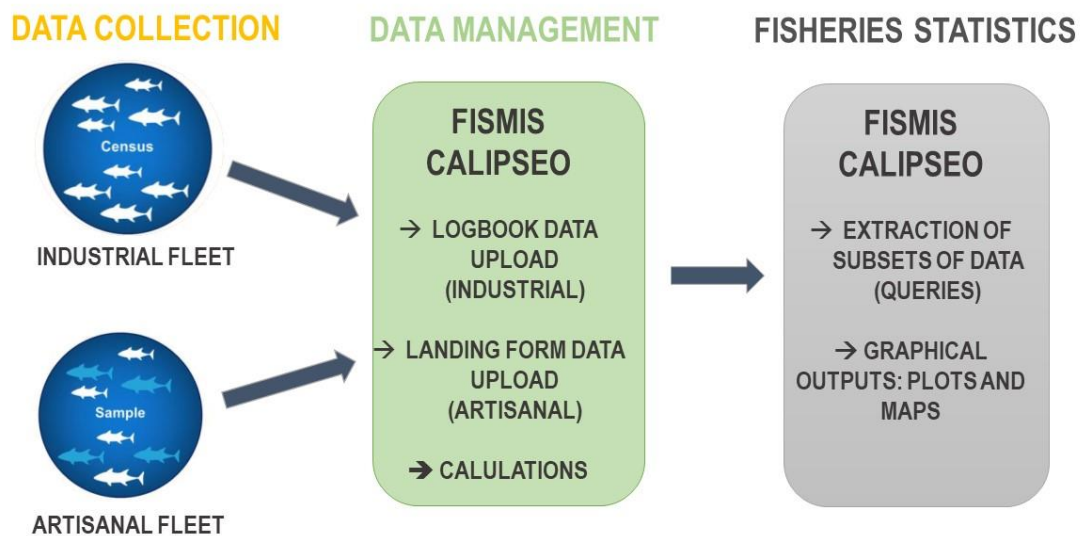 DATA COLLECTION
Census
INDUSTRIAL FLEET
Sample
ARTISANAL FLEET
DATA MANAGEMENT
FISMIS
CALIPSEO
→ LOGBOOK DATA
UPLOAD
(INDUSTRIAL)
→ LANDING FORM DATA
UPLOAD
(ARTISANAL)
→ CALULATIONS
FISHERIES STATISTICS
FISMIS
CALIPSEO
→ EXTRACTION OF
SUBSETS OF DATA
(QUERIES)
→ GRAPHICAL
OUTPUTS: PLOTS AND
MAPS